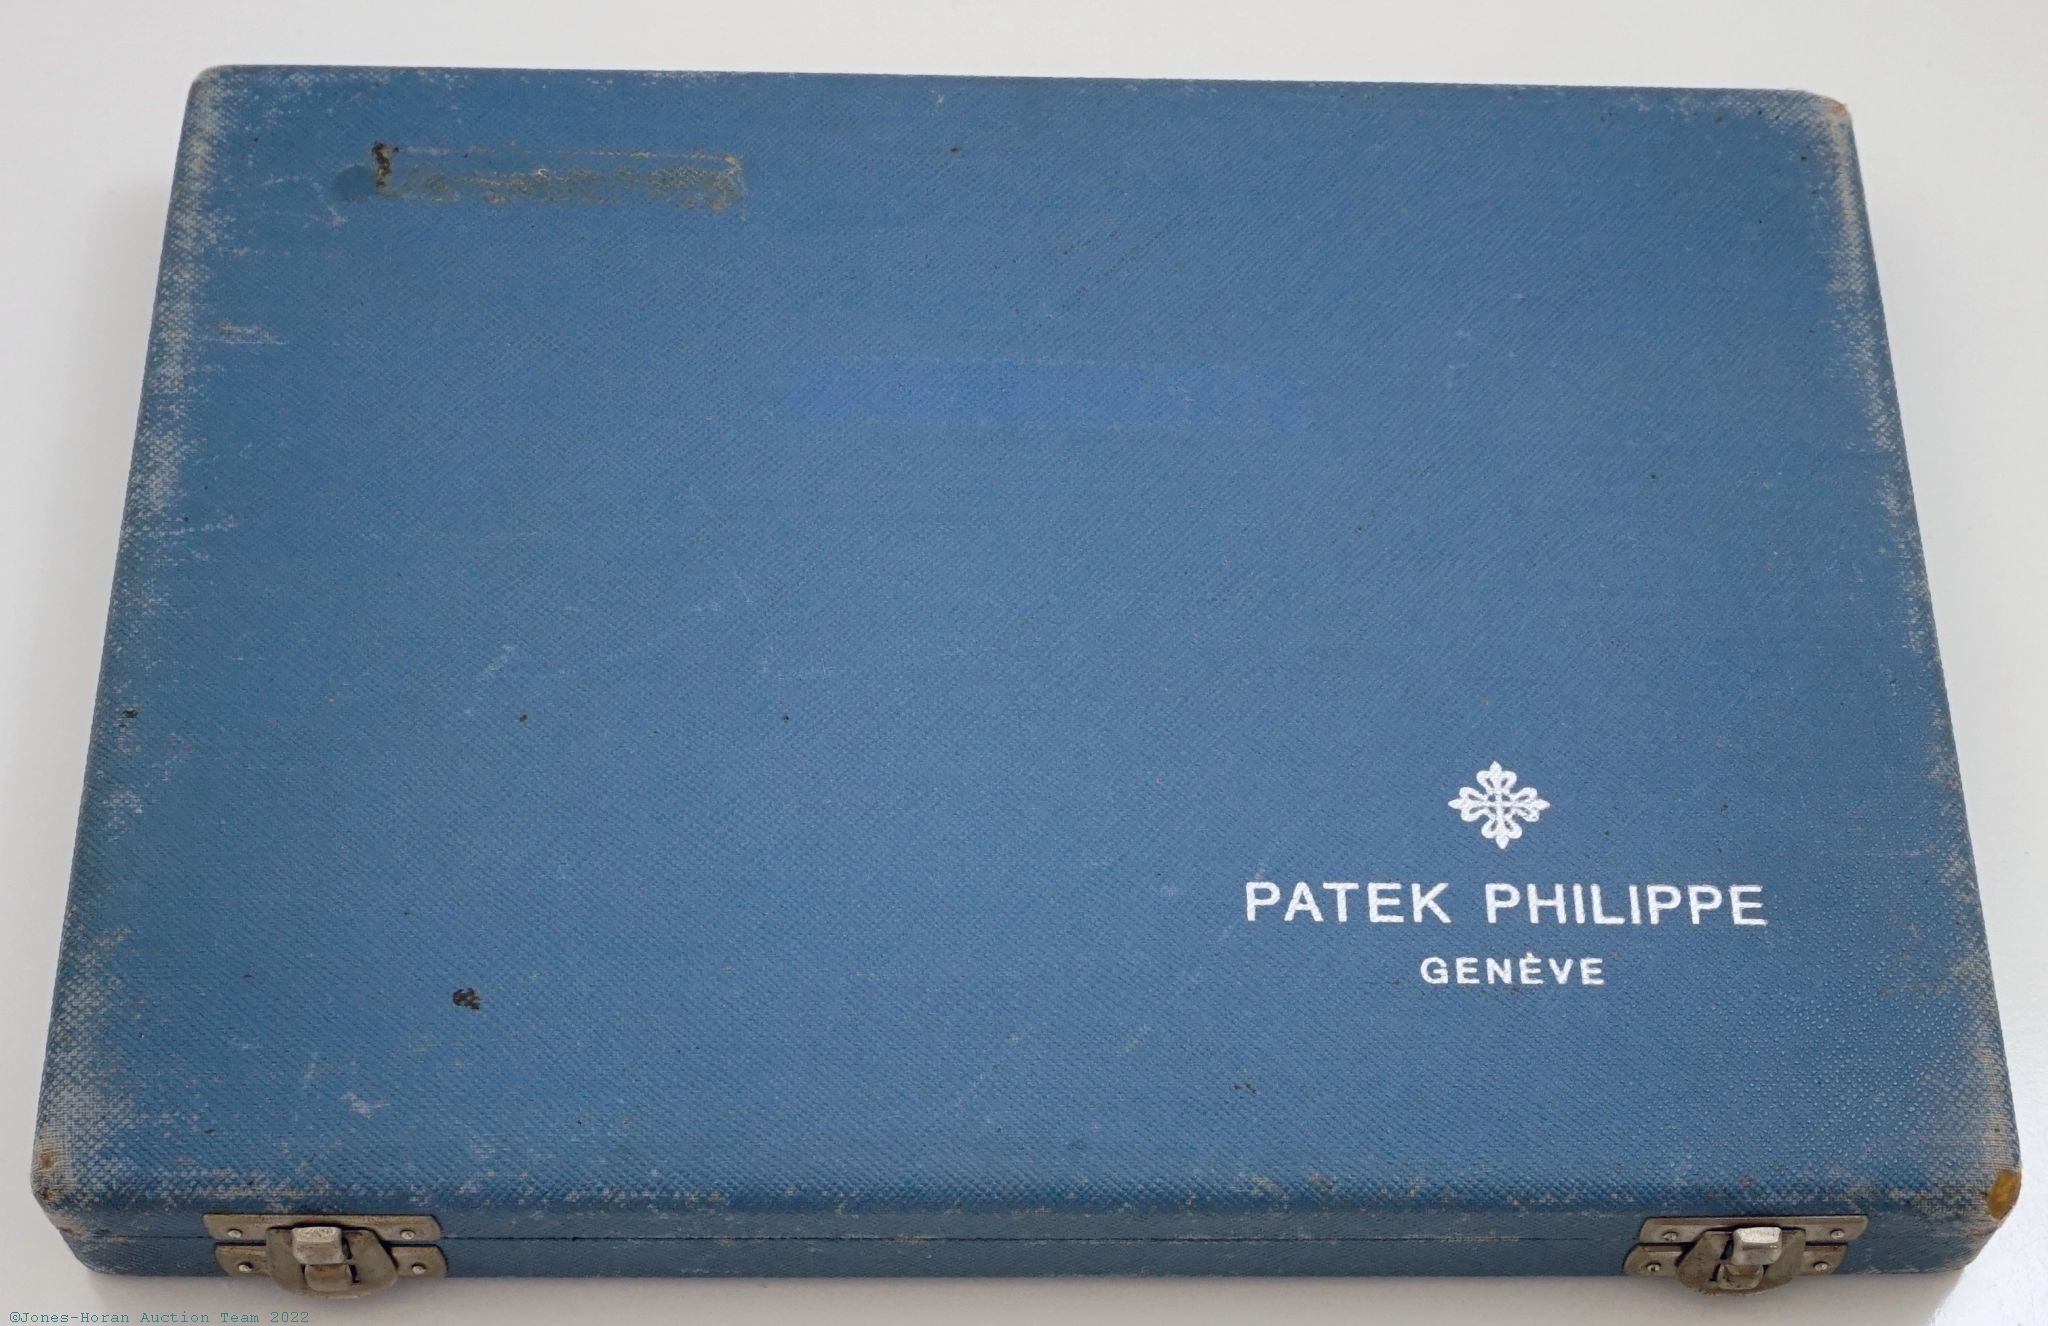 PATEK PHILIPPE
GENÈVE
©Jones-Horan Auction Team 2022